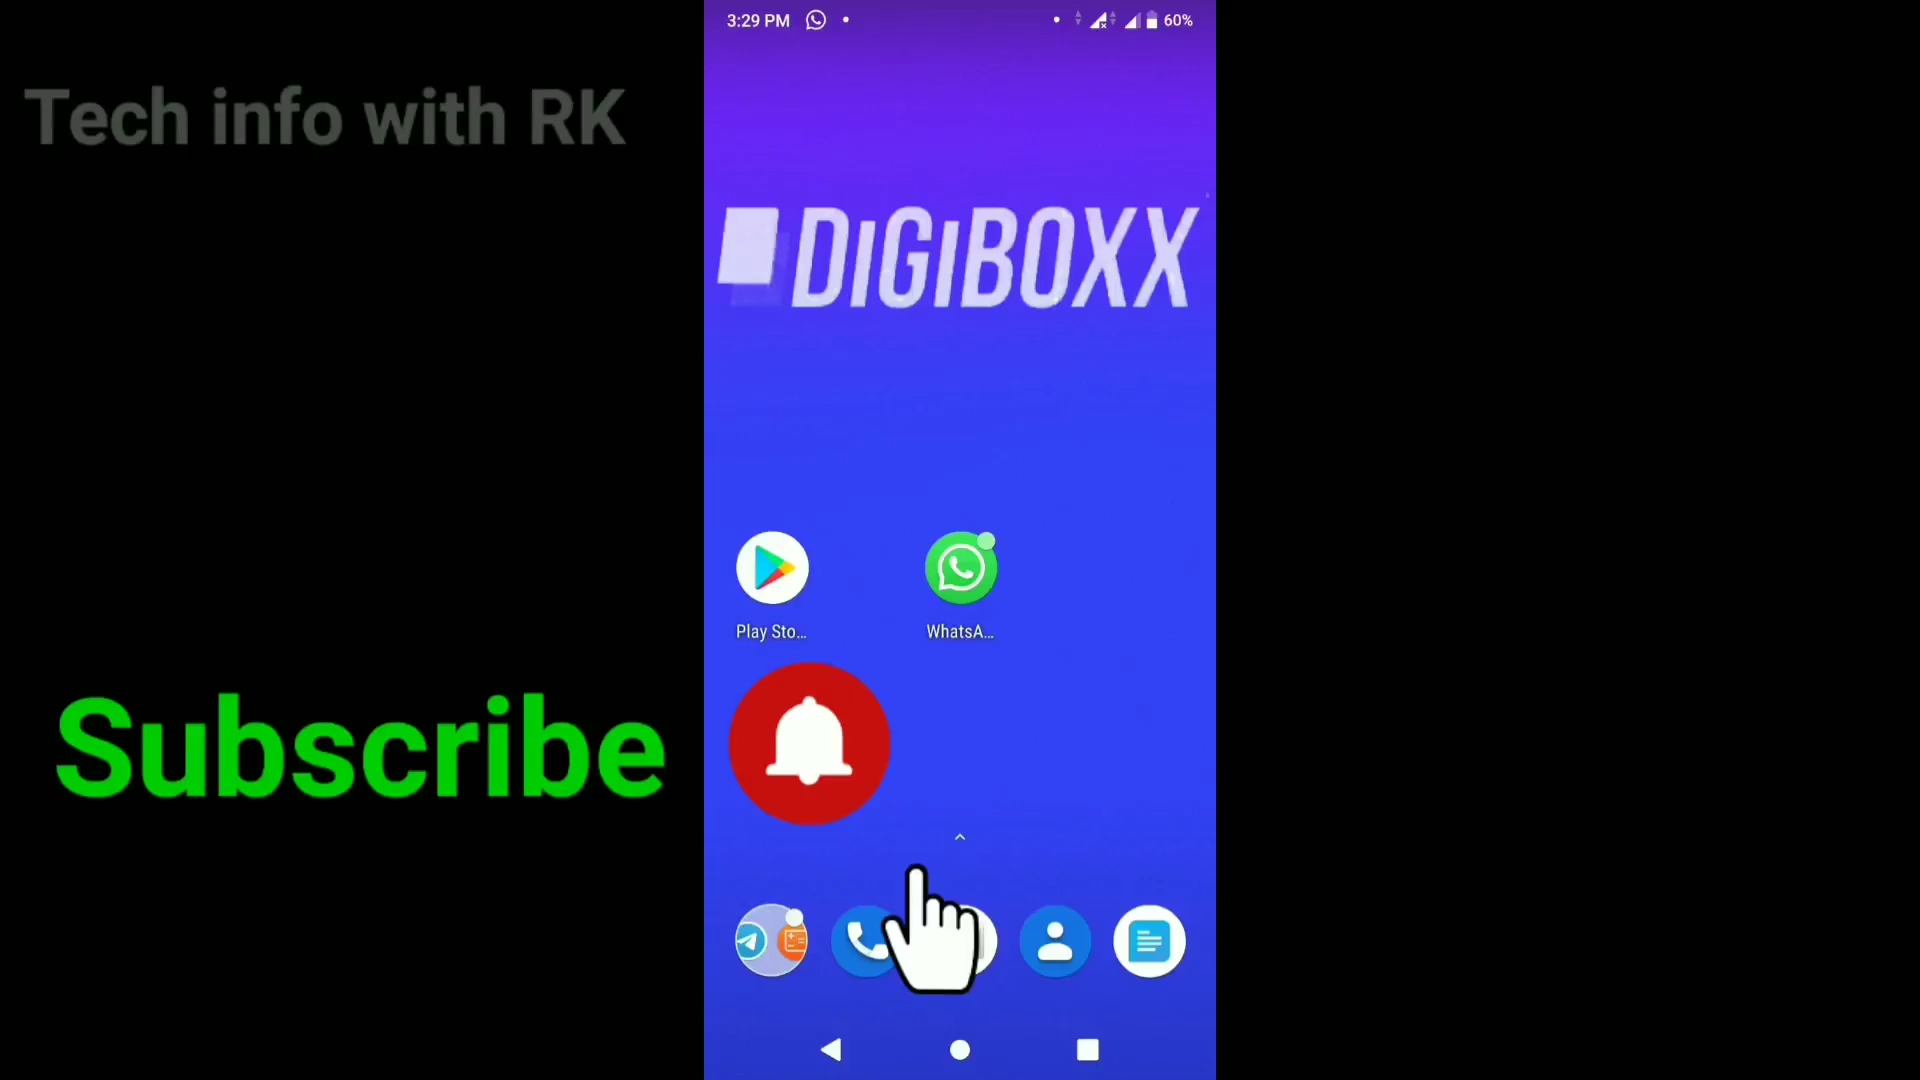 3:29 PM
60%
Tech info with RK
DiGiBOXX
Play Sto...
WhatsA...
Subscribe